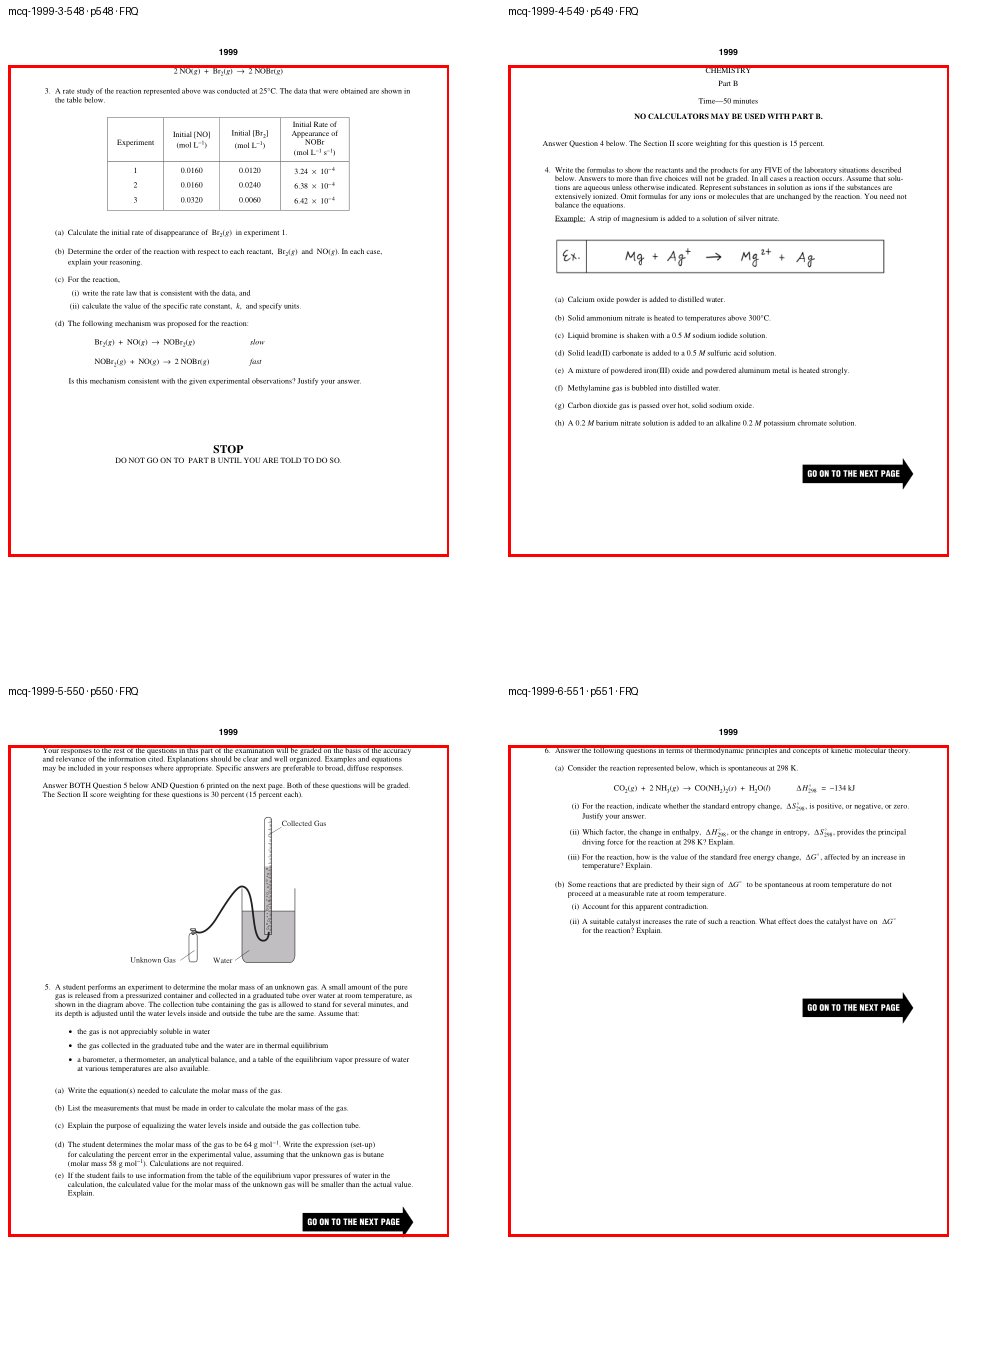 mcq-1999-3-548 · p548 · FRQ
1999
2 NO(g) + Br₂(g) → 2 NOBr(g)
3. A rate study of the reaction represented above was conducted at 25°C. The data that were obtained are shown in
the table below.
Experiment | Initial [NO] (mol L⁻¹) | Initial [Br₂] (mol L⁻¹) | Initial Rate of Appearance of NOBr (mol L⁻¹ s⁻¹)
1 | 0.0160 | 0.0120 | 3.24 × 10⁻⁴
2 | 0.0160 | 0.0240 | 6.38 × 10⁻⁴
3 | 0.0320 | 0.0060 | 6.42 × 10⁻⁴
(a) Calculate the initial rate of disappearance of Br₂(g) in experiment 1.
(b) Determine the order of the reaction with respect to each reactant, Br₂(g) and NO(g). In each case,
explain your reasoning.
(c) For the reaction,
(i) write the rate law that is consistent with the data, and
(ii) calculate the value of the specific rate constant, k, and specify units.
(d) The following mechanism was proposed for the reaction:
Br₂(g) + NO(g) → NOBr₂(g) slow
NOBr₂(g) + NO(g) → 2 NOBr(g) fast
Is this mechanism consistent with the given experimental observations? Justify your answer.
STOP
DO NOT GO ON TO PART B UNTIL YOU ARE TOLD TO DO SO.
mcq-1999-4-549 · p549 · FRQ
1999
CHEMISTRY
Part B
Time—50 minutes
NO CALCULATORS MAY BE USED WITH PART B.
Answer Question 4 below. The Section II score weighting for this question is 15 percent.
4. Write the formulas to show the reactants and the products for any FIVE of the laboratory situations described
below. Answers to more than five choices will not be graded. In all cases a reaction occurs. Assume that solu-
tions are aqueous unless otherwise indicated. Represent substances in solution as ions if the substances are
extensively ionized. Omit formulas for any ions or molecules that are unchanged by the reaction. You need not
balance the equations.
Example: A strip of magnesium is added to a solution of silver nitrate.
Ex. Mg + Ag⁺ → Mg²⁺ + Ag
(a) Calcium oxide powder is added to distilled water.
(b) Solid ammonium nitrate is heated to temperatures above 300°C.
(c) Liquid bromine is shaken with a 0.5 M sodium iodide solution.
(d) Solid lead(II) carbonate is added to a 0.5 M sulfuric acid solution.
(e) A mixture of powdered iron(III) oxide and powdered aluminum metal is heated strongly.
(f) Methylamine gas is bubbled into distilled water.
(g) Carbon dioxide gas is passed over hot, solid sodium oxide.
(h) A 0.2 M barium nitrate solution is added to an alkaline 0.2 M potassium chromate solution.
GO ON TO THE NEXT PAGE
mcq-1999-5-550 · p550 · FRQ
1999
Your responses to the rest of the questions in this part of the examination will be graded on the basis of the accuracy
and relevance of the information cited. Explanations should be clear and well organized. Examples and equations
may be included in your responses where appropriate. Specific answers are preferable to broad, diffuse responses.
Answer BOTH Question 5 below AND Question 6 printed on the next page. Both of these questions will be graded.
The Section II score weighting for these questions is 30 percent (15 percent each).
Collected Gas
Unknown Gas
Water
5. A student performs an experiment to determine the molar mass of an unknown gas. A small amount of the pure
gas is released from a pressurized container and collected in a graduated tube over water at room temperature, as
shown in the diagram above. The collection tube containing the gas is allowed to stand for several minutes, and
its depth is adjusted until the water levels inside and outside the tube are the same. Assume that:
• the gas is not appreciably soluble in water
• the gas collected in the graduated tube and the water are in thermal equilibrium
• a barometer, a thermometer, an analytical balance, and a table of the equilibrium vapor pressure of water
at various temperatures are also available.
(a) Write the equation(s) needed to calculate the molar mass of the gas.
(b) List the measurements that must be made in order to calculate the molar mass of the gas.
(c) Explain the purpose of equalizing the water levels inside and outside the gas collection tube.
(d) The student determines the molar mass of the gas to be 64 g mol⁻¹. Write the expression (set-up)
for calculating the percent error in the experimental value, assuming that the unknown gas is butane
(molar mass 58 g mol⁻¹). Calculations are not required.
(e) If the student fails to use information from the table of the equilibrium vapor pressures of water in the
calculation, the calculated value for the molar mass of the unknown gas will be smaller than the actual value.
Explain.
GO ON TO THE NEXT PAGE
mcq-1999-6-551 · p551 · FRQ
1999
6. Answer the following questions in terms of thermodynamic principles and concepts of kinetic molecular theory.
(a) Consider the reaction represented below, which is spontaneous at 298 K.
CO₂(g) + 2 NH₃(g) → CO(NH₂)₂(s) + H₂O(l) ΔH°₂₉₈ = −134 kJ
(i) For the reaction, indicate whether the standard entropy change, ΔS°₂₉₈, is positive, or negative, or zero.
Justify your answer.
(ii) Which factor, the change in enthalpy, ΔH°₂₉₈, or the change in entropy, ΔS°₂₉₈, provides the principal
driving force for the reaction at 298 K? Explain.
(iii) For the reaction, how is the value of the standard free energy change, ΔG°, affected by an increase in
temperature? Explain.
(b) Some reactions that are predicted by their sign of ΔG° to be spontaneous at room temperature do not
proceed at a measurable rate at room temperature.
(i) Account for this apparent contradiction.
(ii) A suitable catalyst increases the rate of such a reaction. What effect does the catalyst have on ΔG°
for the reaction? Explain.
GO ON TO THE NEXT PAGE